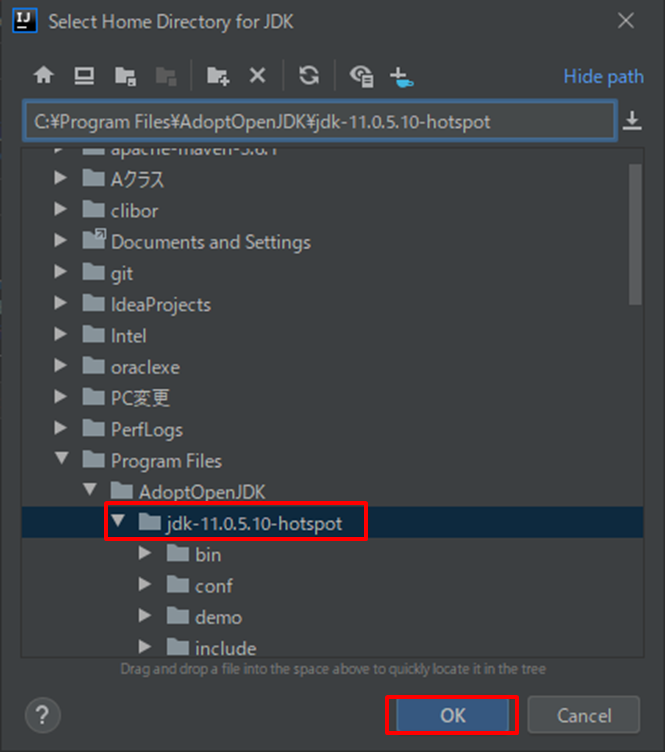 Select Home Directory for JDK
Hide path
C:¥Program Files¥AdoptOpenJDK¥jdk-11.0.5.10-hotspot
apache-maven-3.6.1
Aクラス
clibor
Documents and Settings
git
IdeaProjects
Intel
oraclexe
PC変更
PerfLogs
Program Files
AdoptOpenJDK
jdk-11.0.5.10-hotspot
bin
conf
demo
include
Drag and drop a file into the space above to quickly locate it in the tree
?
OK
Cancel